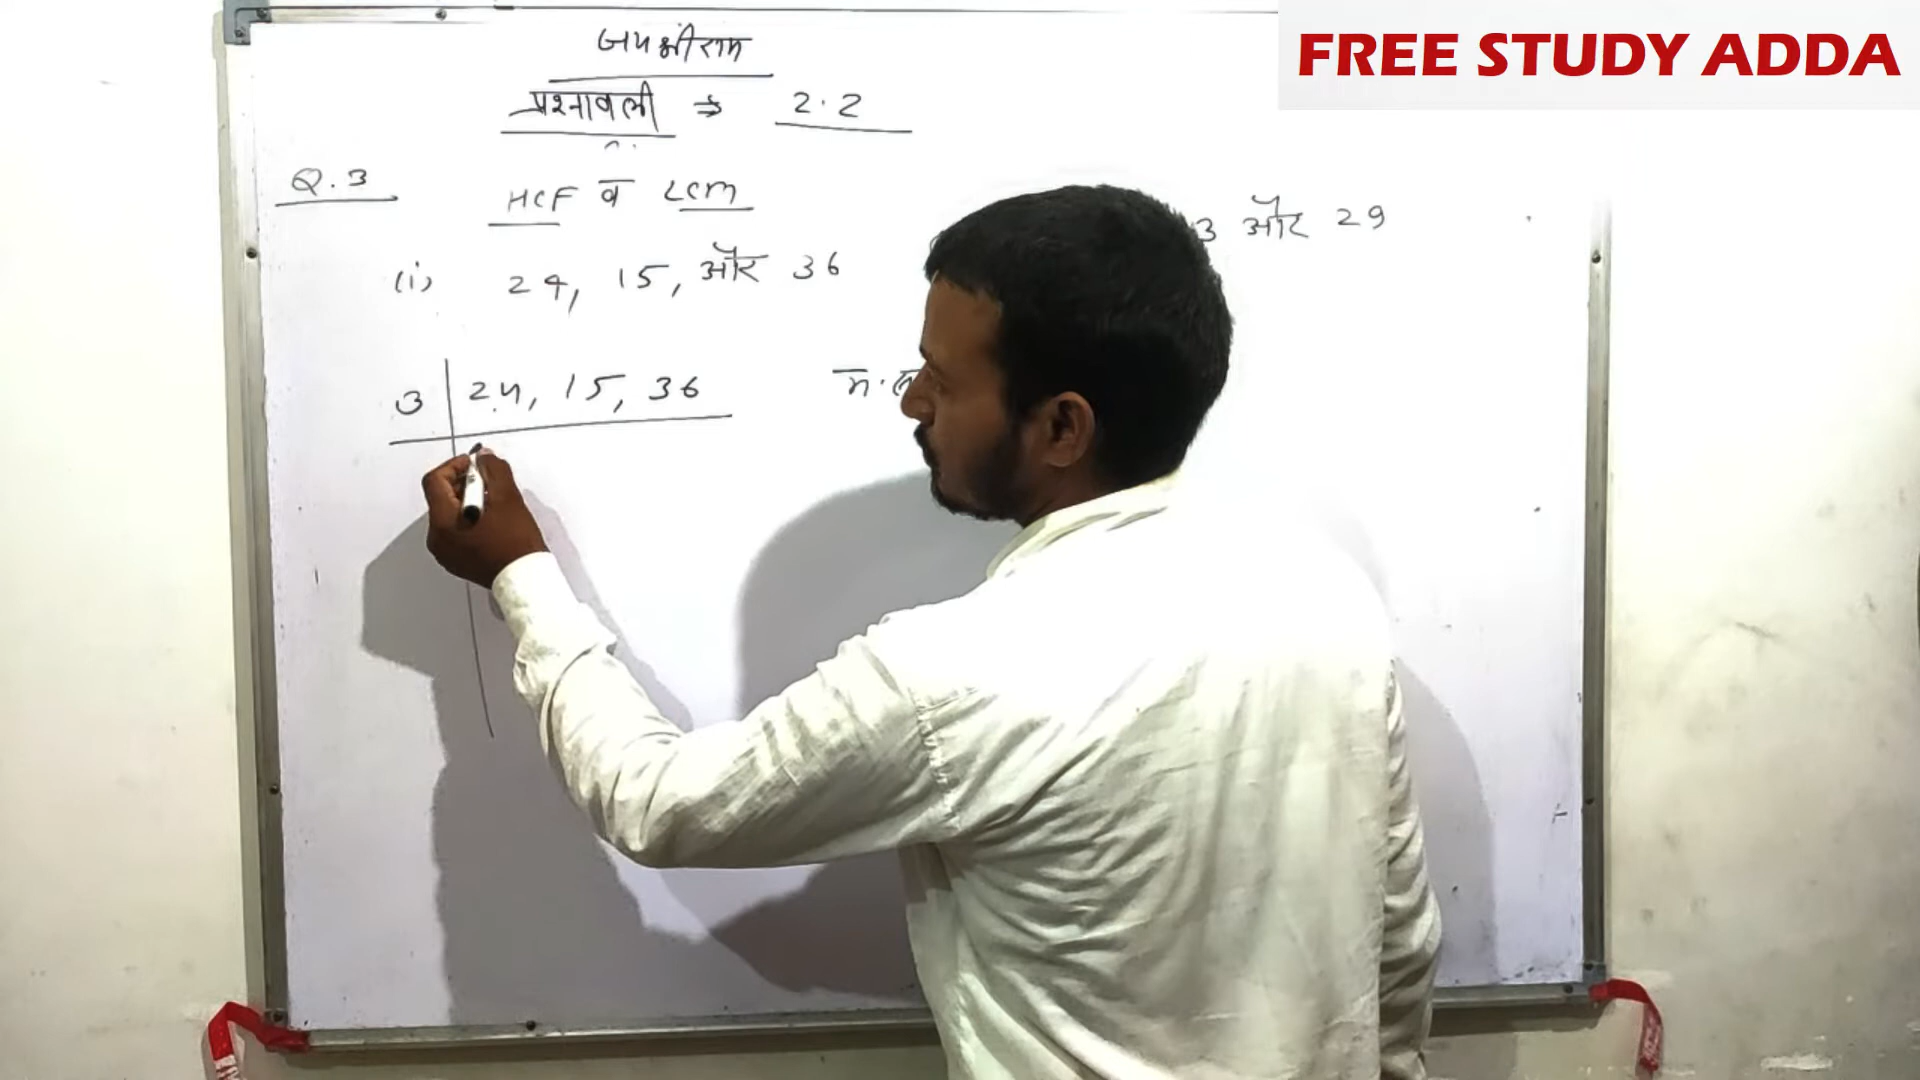 FREE STUDY ADDA
जय श्री राम
प्रश्नावली ⇒ 2.2
Q.3 HCF व LCM
(i) 24, 15, और 36
3 और 29
3 | 24, 15, 36
म.